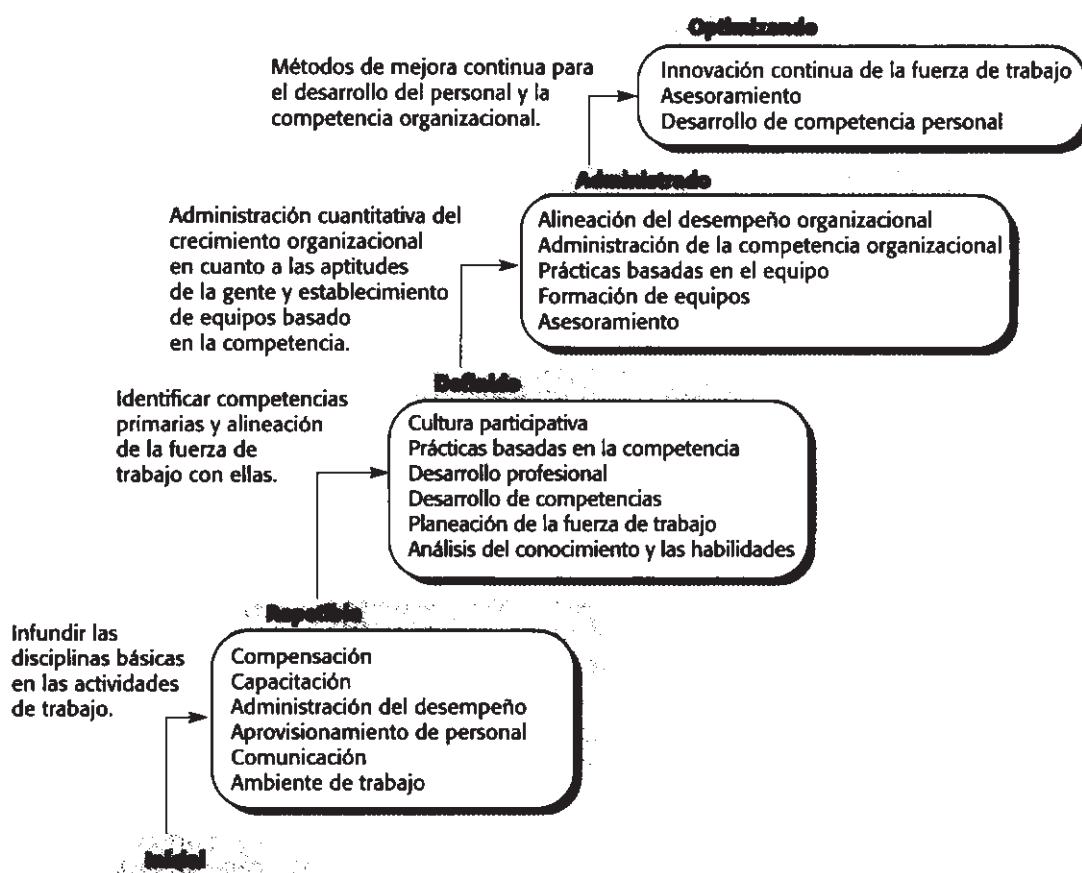 Optimizando
Métodos de mejora continua para
el desarrollo del personal y la
competencia organizacional.
Innovación continua de la fuerza de trabajo
Asesoramiento
Desarrollo de competencia personal
Administrado
Administración cuantitativa del
crecimiento organizacional
en cuanto a las aptitudes
de la gente y establecimiento
de equipos basado
en la competencia.
Alineación del desempeño organizacional
Administración de la competencia organizacional
Prácticas basadas en el equipo
Formación de equipos
Asesoramiento
Definido
Identificar competencias
primarias y alineación
de la fuerza de
trabajo con ellas.
Cultura participativa
Prácticas basadas en la competencia
Desarrollo profesional
Desarrollo de competencias
Planeación de la fuerza de trabajo
Análisis del conocimiento y las habilidades
Repetible
Infundir las
disciplinas básicas
en las actividades
de trabajo.
Compensación
Capacitación
Administración del desempeño
Aprovisionamiento de personal
Comunicación
Ambiente de trabajo
Inicial